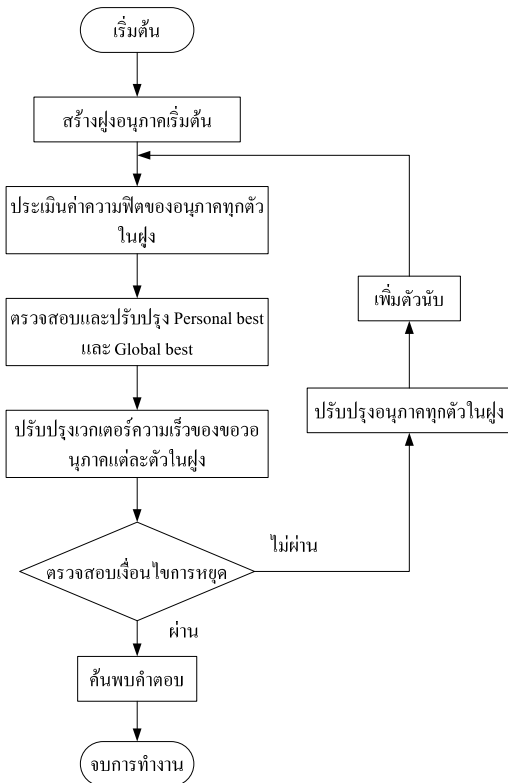 เริ่มต้น
สร้างฝูงอนุภาคเริ่มต้น
ประเมินค่าความฟิตของอนุภาคทุกตัว
ในฝูง
ตรวจสอบและปรับปรุง Personal best
และ Global best
ปรับปรุงเวกเตอร์ความเร็วของขอวอ
นุภาคแต่ละตัวในฝูง
ตรวจสอบเงื่อนไขการหยุด
ไม่ผ่าน
ปรับปรุงอนุภาคทุกตัวในฝูง
เพิ่มตัวนับ
ผ่าน
ค้นพบคำตอบ
จบการทำงาน